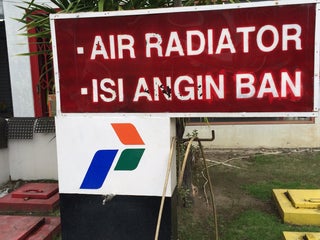 · AIR RADIATOR
· ISI ANGIN BAN